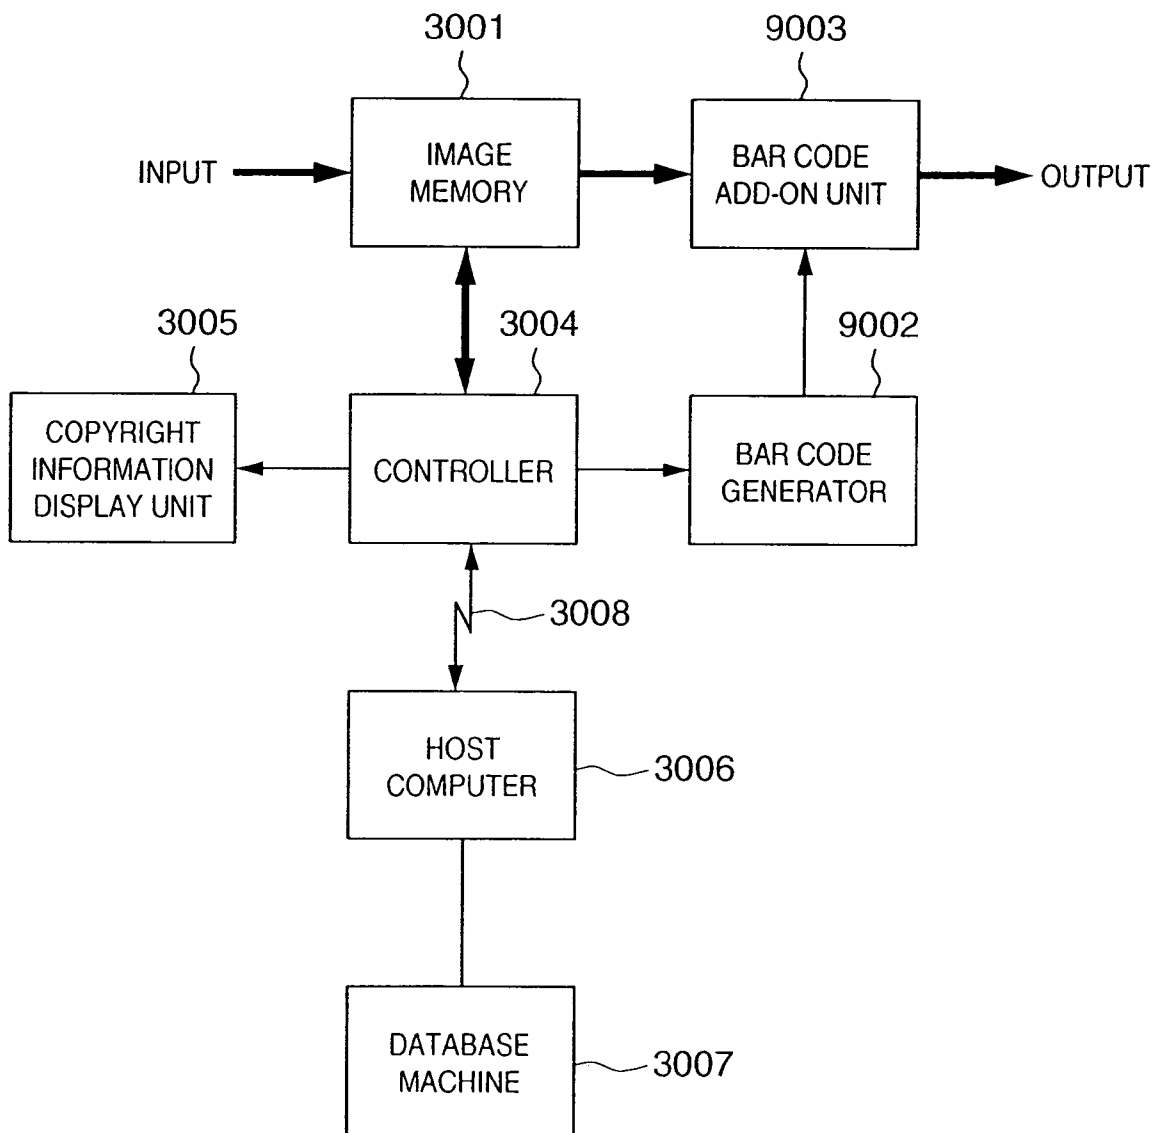 3001
9003
INPUT
IMAGE
MEMORY
BAR CODE
ADD-ON UNIT
OUTPUT
3005
3004
9002
COPYRIGHT
INFORMATION
DISPLAY UNIT
CONTROLLER
BAR CODE
GENERATOR
3008
HOST
COMPUTER
3006
DATABASE
MACHINE
3007